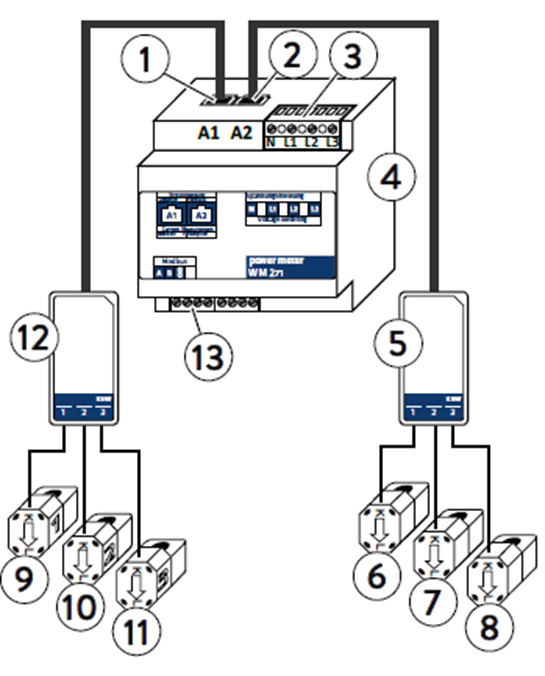 1 2 3
A1 A2
N L1 L2 L3
4
A1 A2
Modbus
power meter
WM 271
13
12 5
1 2 3 1 2 3
K L K L
K L K L
K L K L
9 6
10 7
11 8